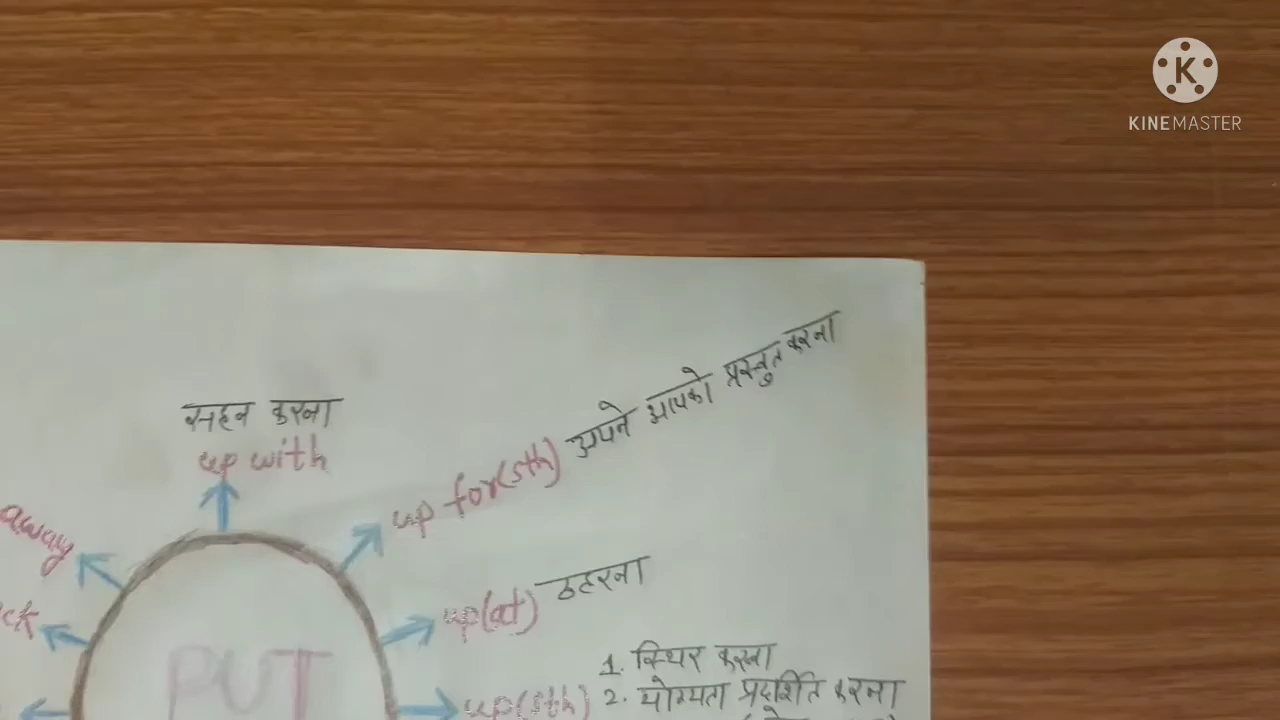 K
KINEMASTER
सहन करना
up with
up for(sth) अपने आपको प्रस्तुत करना
away
ck
up(at) ठहरना
PUT
up(sth)
1. स्थिर करना
2. योग्यता प्रदर्शित करना